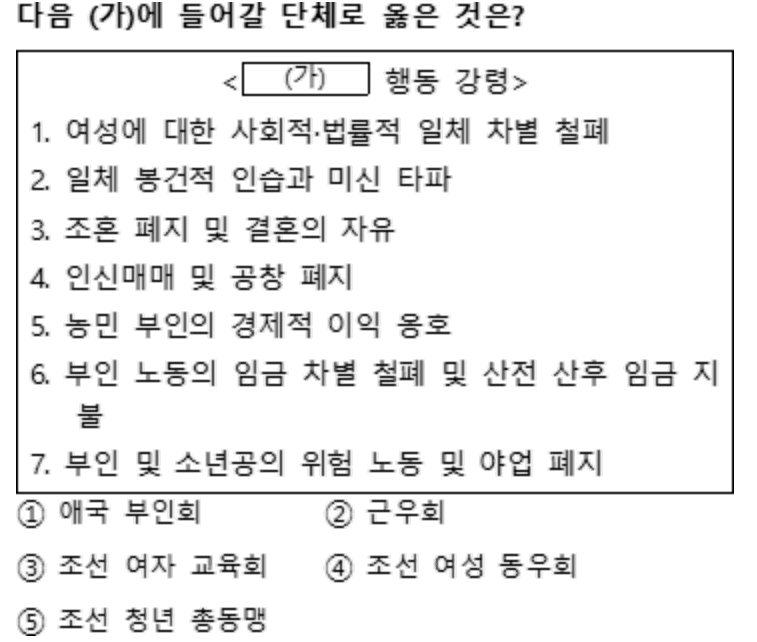 다음 (가)에 들어갈 단체로 옳은 것은?
< (가) 행동 강령>
1. 여성에 대한 사회적·법률적 일체 차별 철폐
2. 일체 봉건적 인습과 미신 타파
3. 조혼 폐지 및 결혼의 자유
4. 인신매매 및 공창 폐지
5. 농민 부인의 경제적 이익 옹호
6. 부인 노동의 임금 차별 철폐 및 산전 산후 임금 지
불
7. 부인 및 소년공의 위험 노동 및 야업 폐지
① 애국 부인회 ② 근우회
③ 조선 여자 교육회 ④ 조선 여성 동우회
⑤ 조선 청년 총동맹